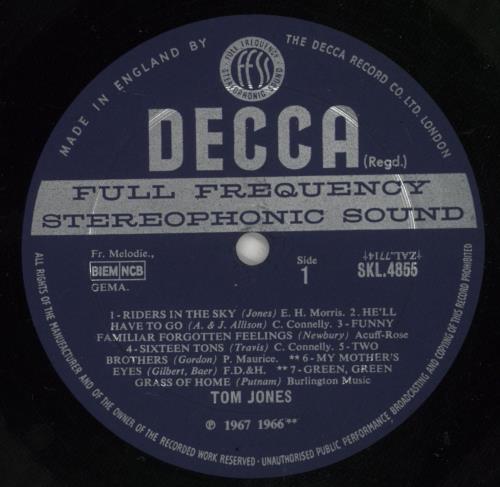 MADE IN ENGLAND BY
THE DECCA RECORD CO. LTD. LONDON
FULL FREQUENCY
ffss
STEREOPHONIC SOUND
DECCA
(Regd.)
FULL FREQUENCY
STEREOPHONIC SOUND
Fr. Melodie.,
BIEM NCB
GEMA.
Side
1
‡ZAL.7714‡
SKL.4855
1-RIDERS IN THE SKY (Jones) E. H. Morris. 2. HE'LL
HAVE TO GO (A. & J. Allison) C. Connelly. 3-FUNNY
FAMILIAR FORGOTTEN FEELINGS (Newbury) Acuff-Rose
4-SIXTEEN TONS (Travis) C. Connelly. 5-TWO
BROTHERS (Gordon) P. Maurice. **6-MY MOTHER'S
EYES (Gilbert, Baer) F.D.&H. **7-GREEN, GREEN
GRASS OF HOME (Putnam) Burlington Music
TOM JONES
℗ 1967 1966**
ALL RIGHTS OF THE MANUFACTURER AND OF THE OWNER OF THE RECORDED WORK RESERVED · UNAUTHORISED PUBLIC PERFORMANCE BROADCASTING AND COPYING OF THIS RECORD PROHIBITED